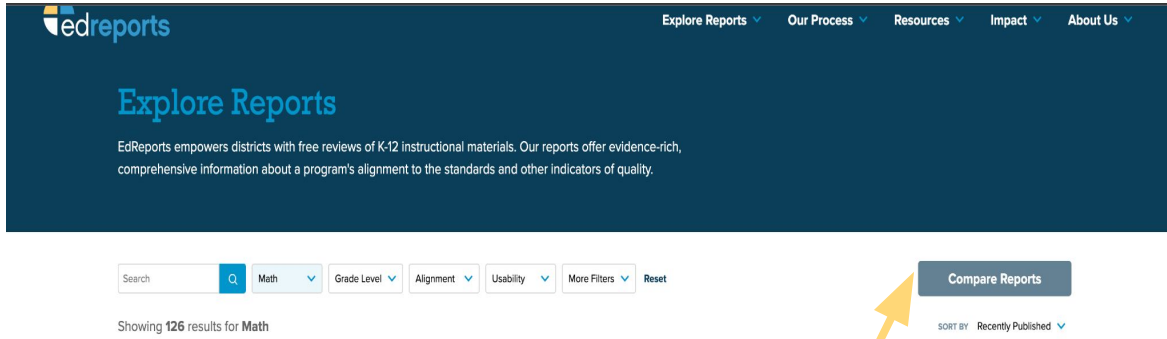 edreports
Explore Reports Our Process Resources Impact About Us
Explore Reports
EdReports empowers districts with free reviews of K-12 instructional materials. Our reports offer evidence-rich,
comprehensive information about a program's alignment to the standards and other indicators of quality.
Search Math Grade Level Alignment Usability More Filters Reset Compare Reports
Showing 126 results for Math SORT BY Recently Published